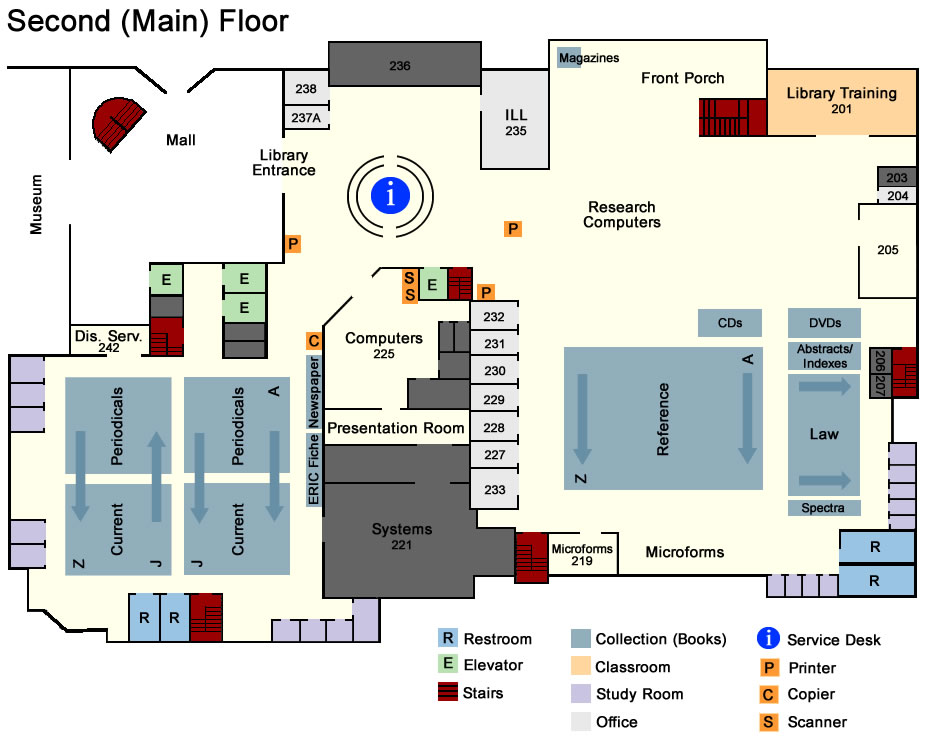 Second (Main) Floor
236
Magazines
Front Porch
238
237A
ILL
235
Library Training
201
Mall
Library
Entrance
Museum
i
203
204
Research
Computers
P
P
205
E
E
E
S
S
E
P
Dis. Serv.
242
C
Computers
225
232
231
230
229
228
227
233
CDs
DVDs
Abstracts/
Indexes
206
207
A
Reference
Z
Law
Spectra
Newspaper
ERIC Fiche
Presentation Room
Periodicals
Periodicals
A
Current
Z
J
Current
J
Systems
221
Microforms
219
Microforms
R
R
R
R
R Restroom
E Elevator
Stairs
Collection (Books)
Classroom
Study Room
Office
i Service Desk
P Printer
C Copier
S Scanner